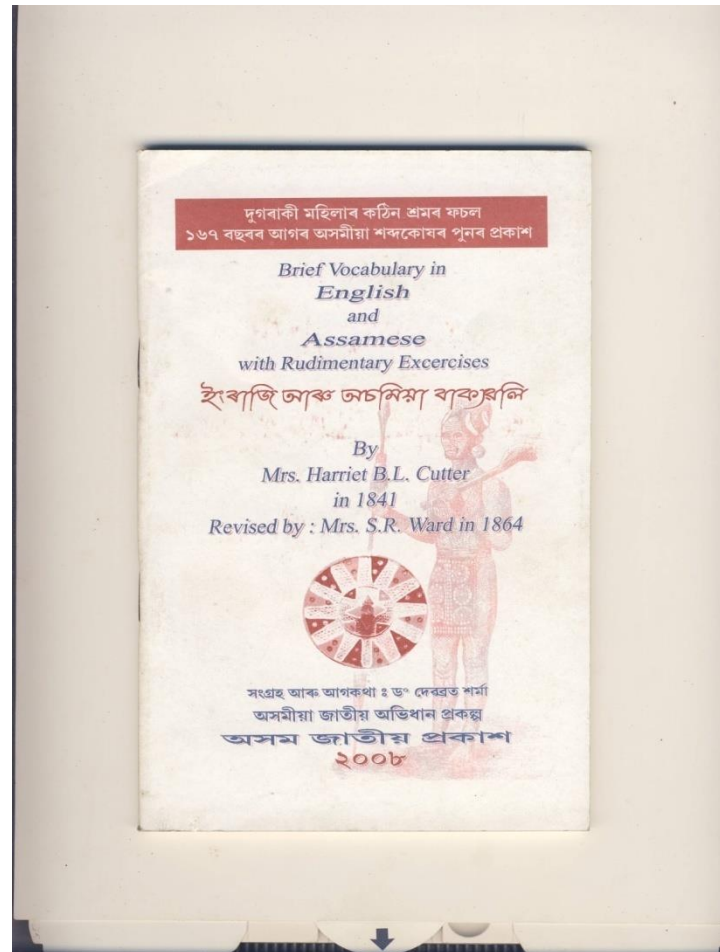 দুগৰাকী মহিলাৰ কঠিন শ্ৰমৰ ফচল
১৬৭ বছৰৰ আগৰ অসমীয়া শব্দকোষৰ পুনৰ প্ৰকাশ
Brief Vocabulary in
English
and
Assamese
with Rudimentary Excercises
ইংৰাজি আৰু অচমিয়া বাক্যৱলি
By
Mrs. Harriet B.L. Cutter
in 1841
Revised by : Mrs. S.R. Ward in 1864
সংগ্ৰহ আৰু আগকথা ঃ ড° দেৱব্ৰত শৰ্মা
অসমীয়া জাতীয় অভিধান প্ৰকল্প
অসম জাতীয় প্ৰকাশ
২০০৮